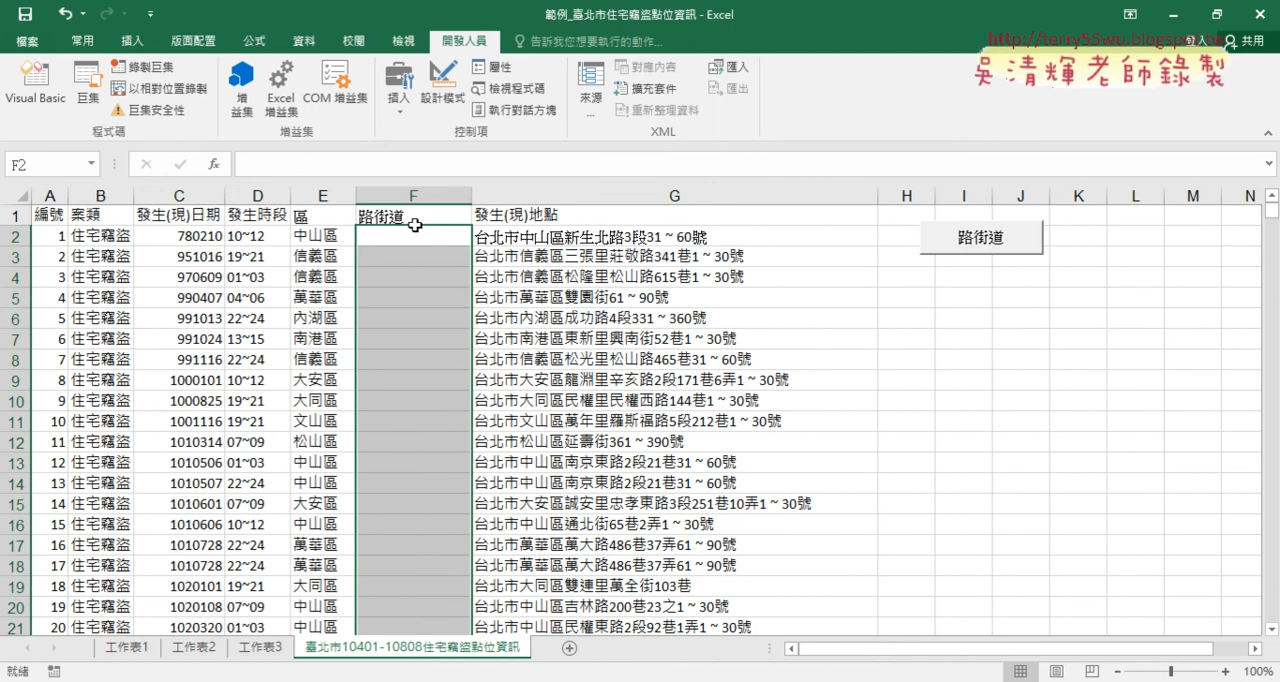 範例_臺北市住宅竊盜點位資訊 - Excel
檔案 常用 插入 版面配置 公式 資料 校閱 檢視 開發人員 告訴我您想要執行的動作... 共用
http://terry55wu.blogspot.tw
吳清輝老師錄製
Visual Basic 巨集 錄製巨集 以相對位置錄製 巨集安全性
增益集 Excel 增益集 COM 增益集
插入 設計模式 屬性 檢視程式碼 執行對話方塊
來源... 對應內容 擴充套件 重新整理資料 匯入 匯出
程式碼 增益集 控制項 XML
F2 fx
A B C D E F G H I J K L M N
1 編號 案類 發生(現)日期 發生時段 區 路街道 發生(現)地點
2 1 住宅竊盜 780210 10~12 中山區 台北市中山區新生北路3段31～60號 路街道
3 2 住宅竊盜 951016 19~21 信義區 台北市信義區三張里莊敬路341巷1～30號
4 3 住宅竊盜 970609 01~03 信義區 台北市信義區松隆里松山路615巷1～30號
5 4 住宅竊盜 990407 04~06 萬華區 台北市萬華區雙園街61～90號
6 5 住宅竊盜 991013 22~24 內湖區 台北市內湖區成功路4段331～360號
7 6 住宅竊盜 991024 13~15 南港區 台北市南港區東新里興南街52巷1～30號
8 7 住宅竊盜 991116 22~24 信義區 台北市信義區松光里松山路465巷31～60號
9 8 住宅竊盜 1000101 10~12 大安區 台北市大安區龍淵里辛亥路2段171巷6弄1～30號
10 9 住宅竊盜 1000825 19~21 大同區 台北市大同區民權里民權西路144巷1～30號
11 10 住宅竊盜 1001116 19~21 文山區 台北市文山區萬年里羅斯福路5段212巷1～30號
12 11 住宅竊盜 1010314 07~09 松山區 台北市松山區延壽街361～390號
13 12 住宅竊盜 1010506 01~03 中山區 台北市中山區南京東路2段21巷31～60號
14 13 住宅竊盜 1010507 22~24 中山區 台北市中山區南京東路2段21巷31～60號
15 14 住宅竊盜 1010601 07~09 大安區 台北市大安區誠安里忠孝東路3段251巷10弄1～30號
16 15 住宅竊盜 1010606 10~12 中山區 台北市中山區通北街65巷2弄1～30號
17 16 住宅竊盜 1010728 22~24 萬華區 台北市萬華區萬大路486巷37弄61～90號
18 17 住宅竊盜 1010728 22~24 萬華區 台北市萬華區萬大路486巷37弄61～90號
19 18 住宅竊盜 1020101 19~21 大同區 台北市大同區雙連里萬全街103巷
20 19 住宅竊盜 1020108 07~09 中山區 台北市中山區吉林路200巷23之1～30號
21 20 住宅竊盜 1020320 01~03 中山區 台北市中山區民權東路2段92巷1弄1～30號
工作表1 工作表2 工作表3 臺北市10401-10808住宅竊盜點位資訊
就緒 100%